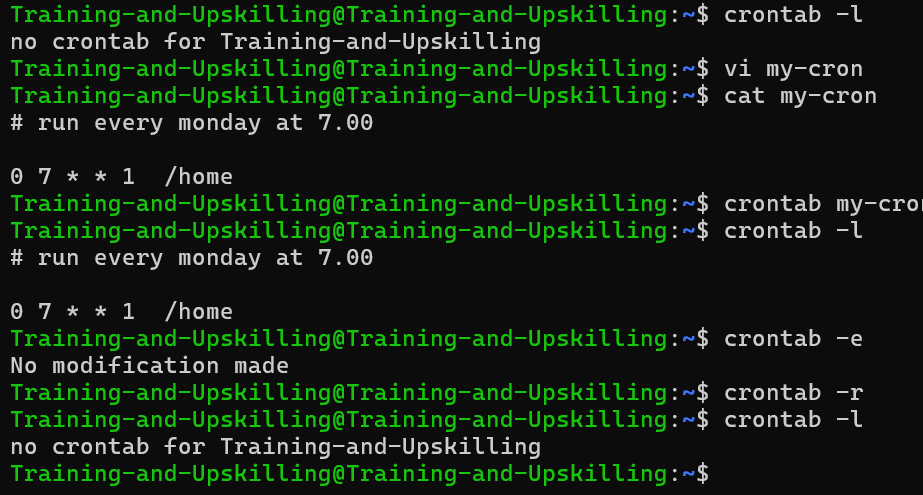 Training-and-Upskilling@Training-and-Upskilling:~$ crontab -l
no crontab for Training-and-Upskilling
Training-and-Upskilling@Training-and-Upskilling:~$ vi my-cron
Training-and-Upskilling@Training-and-Upskilling:~$ cat my-cron
# run every monday at 7.00
0 7 * * 1  /home
Training-and-Upskilling@Training-and-Upskilling:~$ crontab my-cron
Training-and-Upskilling@Training-and-Upskilling:~$ crontab -l
# run every monday at 7.00
0 7 * * 1  /home
Training-and-Upskilling@Training-and-Upskilling:~$ crontab -e
No modification made
Training-and-Upskilling@Training-and-Upskilling:~$ crontab -r
Training-and-Upskilling@Training-and-Upskilling:~$ crontab -l
no crontab for Training-and-Upskilling
Training-and-Upskilling@Training-and-Upskilling:~$